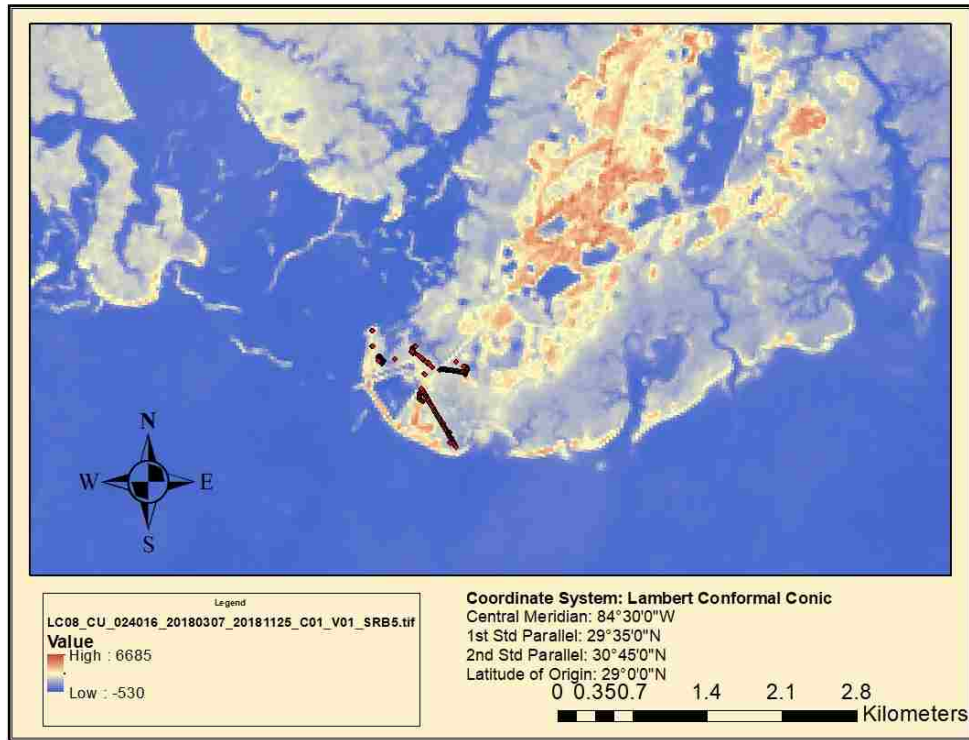 N
W E
S
Legend
LC08_CU_024016_20180307_20181125_C01_V01_SRB5.tif
Value
High : 6685
Low : -530
Coordinate System: Lambert Conformal Conic
Central Meridian: 84°30'0"W
1st Std Parallel: 29°35'0"N
2nd Std Parallel: 30°45'0"N
Latitude of Origin: 29°0'0"N
0 0.35 0.7 1.4 2.1 2.8
Kilometers